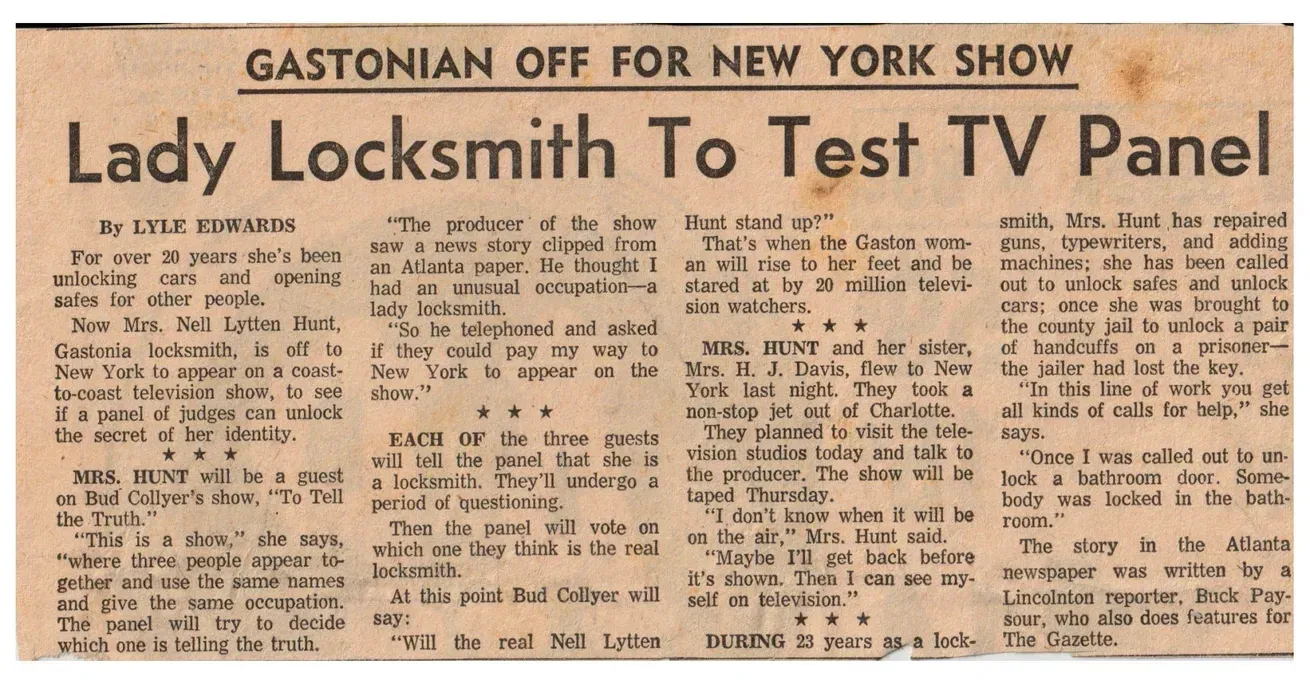 GASTONIAN OFF FOR NEW YORK SHOW
Lady Locksmith To Test TV Panel
By LYLE EDWARDS
For over 20 years she's been
unlocking cars and opening
safes for other people.
Now Mrs. Nell Lytten Hunt,
Gastonia locksmith, is off to
New York to appear on a coast-
to-coast television show, to see
if a panel of judges can unlock
the secret of her identity.
★ ★ ★
MRS. HUNT will be a guest
on Bud Collyer's show, "To Tell
the Truth."
"This is a show," she says,
"where three people appear to-
gether and use the same names
and give the same occupation.
The panel will try to decide
which one is telling the truth.
"The producer of the show
saw a news story clipped from
an Atlanta paper. He thought I
had an unusual occupation—a
lady locksmith.
"So he telephoned and asked
if they could pay my way to
New York to appear on the
show."
★ ★ ★
EACH OF the three guests
will tell the panel that she is
a locksmith. They'll undergo a
period of questioning.
Then the panel will vote on
which one they think is the real
locksmith.
At this point Bud Collyer will
say:
"Will the real Nell Lytten
Hunt stand up?"
That's when the Gaston wom-
an will rise to her feet and be
stared at by 20 million televi-
sion watchers.
★ ★ ★
MRS. HUNT and her sister,
Mrs. H. J. Davis, flew to New
York last night. They took a
non-stop jet out of Charlotte.
They planned to visit the tele-
vision studios today and talk to
the producer. The show will be
taped Thursday.
"I don't know when it will be
on the air," Mrs. Hunt said.
"Maybe I'll get back before
it's shown. Then I can see my-
self on television."
★ ★ ★
DURING 23 years as a lock-
smith, Mrs. Hunt has repaired
guns, typewriters, and adding
machines; she has been called
out to unlock safes and unlock
cars; once she was brought to
the county jail to unlock a pair
of handcuffs on a prisoner—
the jailer had lost the key.
"In this line of work you get
all kinds of calls for help," she
says.
"Once I was called out to un-
lock a bathroom door. Some-
body was locked in the bath-
room."
The story in the Atlanta
newspaper was written by a
Lincolnton reporter, Buck Pay-
sour, who also does features for
The Gazette.